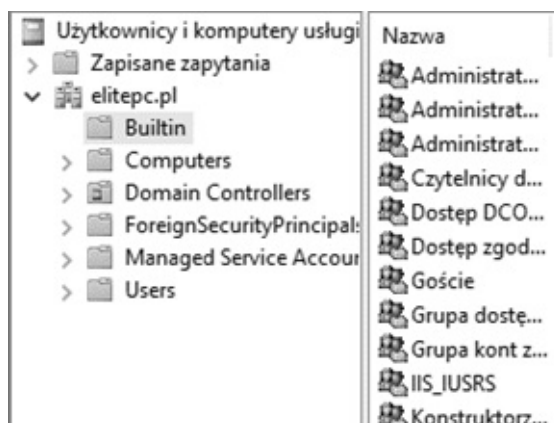 Użytkownicy i komputery usługi
Zapisane zapytania
elitepc.pl
Builtin
Computers
Domain Controllers
ForeignSecurityPrincipals
Managed Service Accour
Users
Nazwa
Administrat...
Administrat...
Administrat...
Czytelnicy d...
Dostęp DCO...
Dostęp zgod...
Goście
Grupa dostę...
Grupa kont z...
IIS_IUSRS
Konstruktorz...